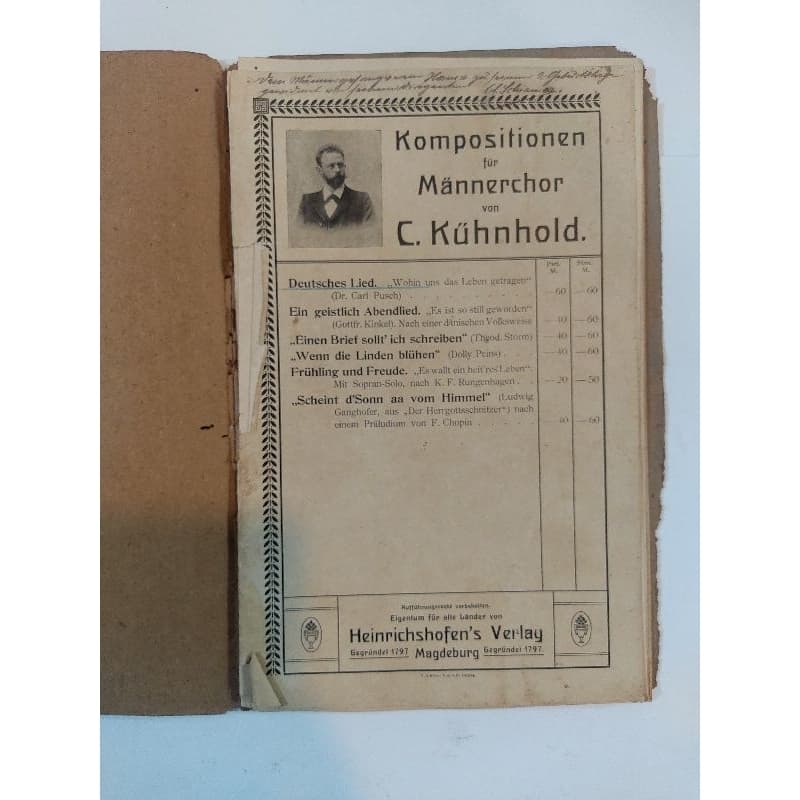 Dem Männergesangverein
Kompositionen
für
Männerchor
von
C. Kühnhold.
Part. Stim.
M. M.
Deutsches Lied. „Wohin uns das Leben getragen“
(Dr. Carl Pusch) . . . . . . . . —60 —60
Ein geistlich Abendlied. „Es ist so still geworden“
(Gottfr. Kinkel). Nach einer dänischen Volksweise —40 —60
„Einen Brief sollt' ich schreiben“ (Theod. Storm) —40 —60
„Wenn die Linden blühen“ (Dolly Peins) . . —40 —60
Frühling und Freude. „Es wallt ein heit'res Leben“.
Mit Sopran-Solo, nach K. F. Rungenhagen . . —20 —50
„Scheint d'Sonn aa vom Himmel“ (Ludwig
Ganghofer, aus „Der Herrgottsschnitzer“) nach
einem Präludium von F. Chopin . . . . . —40 —60
Aufführungsrecht vorbehalten.
Eigentum für alle Länder von
Heinrichshofen's Verlag
Gegründet 1797. Magdeburg Gegründet 1797.